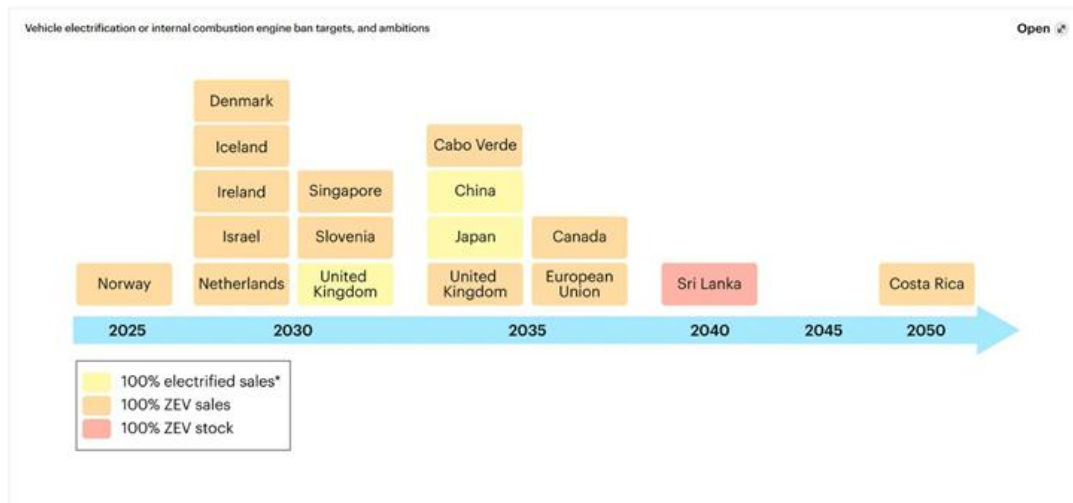 Vehicle electrification or internal combustion engine ban targets, and ambitions
Open
Denmark
Iceland
Cabo Verde
Ireland
Singapore
China
Israel
Slovenia
Japan
Canada
Norway
Netherlands
United
Kingdom
United
Kingdom
European
Union
Sri Lanka
Costa Rica
2025
2030
2035
2040
2045
2050
100% electrified sales*
100% ZEV sales
100% ZEV stock